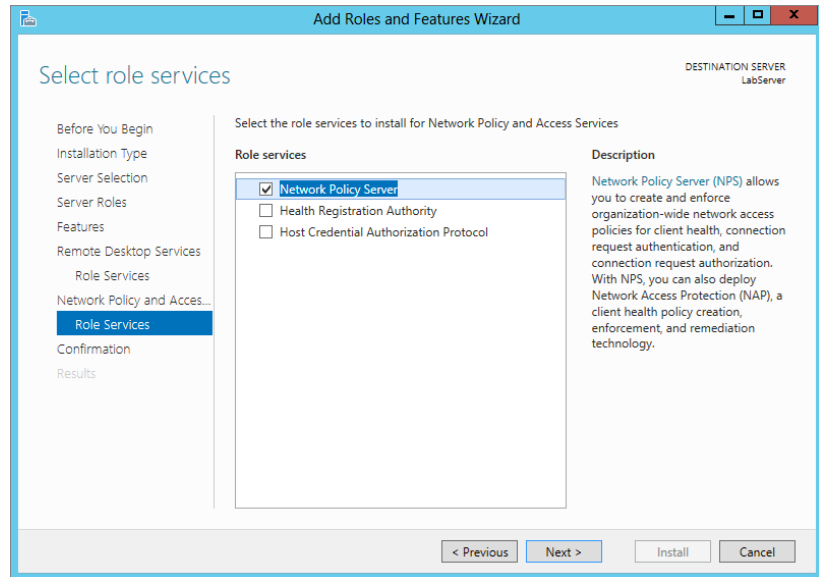 Add Roles and Features Wizard
Select role services
DESTINATION SERVER
LabServer
Before You Begin
Installation Type
Server Selection
Server Roles
Features
Remote Desktop Services
Role Services
Network Policy and Acces...
Role Services
Confirmation
Results
Select the role services to install for Network Policy and Access Services
Role services
Network Policy Server
Health Registration Authority
Host Credential Authorization Protocol
Description
Network Policy Server (NPS) allows
you to create and enforce
organization-wide network access
policies for client health, connection
request authentication, and
connection request authorization.
With NPS, you can also deploy
Network Access Protection (NAP), a
client health policy creation,
enforcement, and remediation
technology.
< Previous
Next >
Install
Cancel